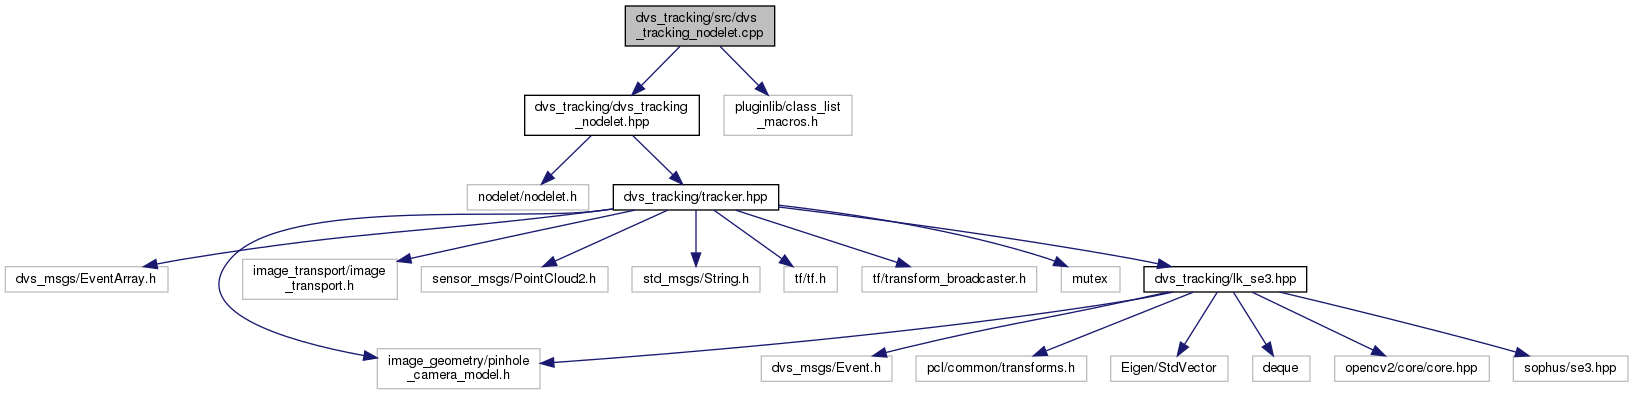 dvs_tracking/src/dvs
_tracking_nodelet.cpp
dvs_tracking/dvs_tracking
_nodelet.hpp
pluginlib/class_list
_macros.h
nodelet/nodelet.h
dvs_tracking/tracker.hpp
dvs_msgs/EventArray.h
image_transport/image
_transport.h
sensor_msgs/PointCloud2.h
std_msgs/String.h
tf/tf.h
tf/transform_broadcaster.h
mutex
dvs_tracking/lk_se3.hpp
image_geometry/pinhole
_camera_model.h
dvs_msgs/Event.h
pcl/common/transforms.h
Eigen/StdVector
deque
opencv2/core/core.hpp
sophus/se3.hpp